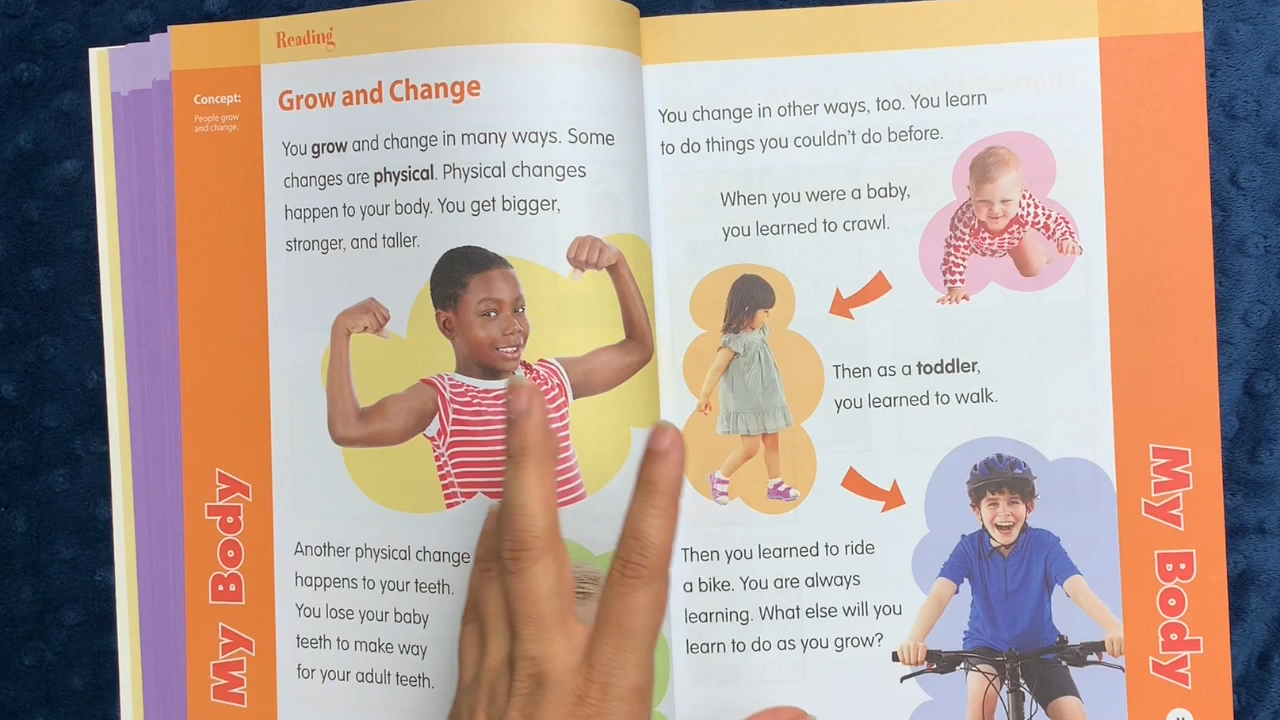 Reading
Concept:
People grow
and change.
Grow and Change
You grow and change in many ways. Some
changes are physical. Physical changes
happen to your body. You get bigger,
stronger, and taller.
Another physical change
happens to your teeth.
You lose your baby
teeth to make way
for your adult teeth.
My Body
You change in other ways, too. You learn
to do things you couldn't do before.
When you were a baby,
you learned to crawl.
Then as a toddler,
you learned to walk.
Then you learned to ride
a bike. You are always
learning. What else will you
learn to do as you grow?
My Body